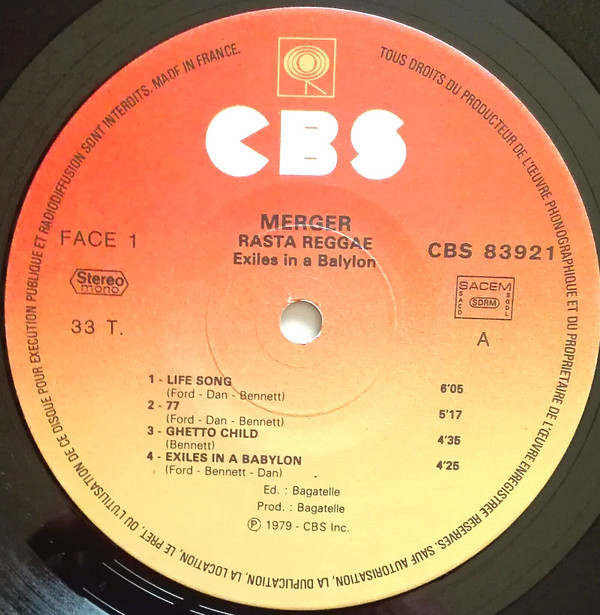 TOUS DROITS DU PRODUCTEUR DE L'ŒUVRE PHONOGRAPHIQUE ET DU PROPRIETAIRE DE L'ŒUVRE ENREGISTREE RESERVES. SAUF AUTORISATION, LA DUPLICATION, LA LOCATION, LE PRET, OU L'UTILISATION DE CE DISQUE POUR EXECUTION PUBLIQUE ET RADIODIFFUSION SONT INTERDITS. MADE IN FRANCE.
CBS
MERGER
RASTA REGGAE
Exiles in a Balylon
FACE 1
CBS 83921
Stereo
mono
SACEM
SACD
SDRM
SGDL
33 T.
A
1 - LIFE SONG 6'05
(Ford - Dan - Bennett)
2 - 77 5'17
(Ford - Dan - Bennett)
3 - GHETTO CHILD 4'35
(Bennett)
4 - EXILES IN A BABYLON 4'25
(Ford - Bennett - Dan)
Ed. : Bagatelle
Prod. : Bagatelle
Ⓟ 1979 - CBS Inc.